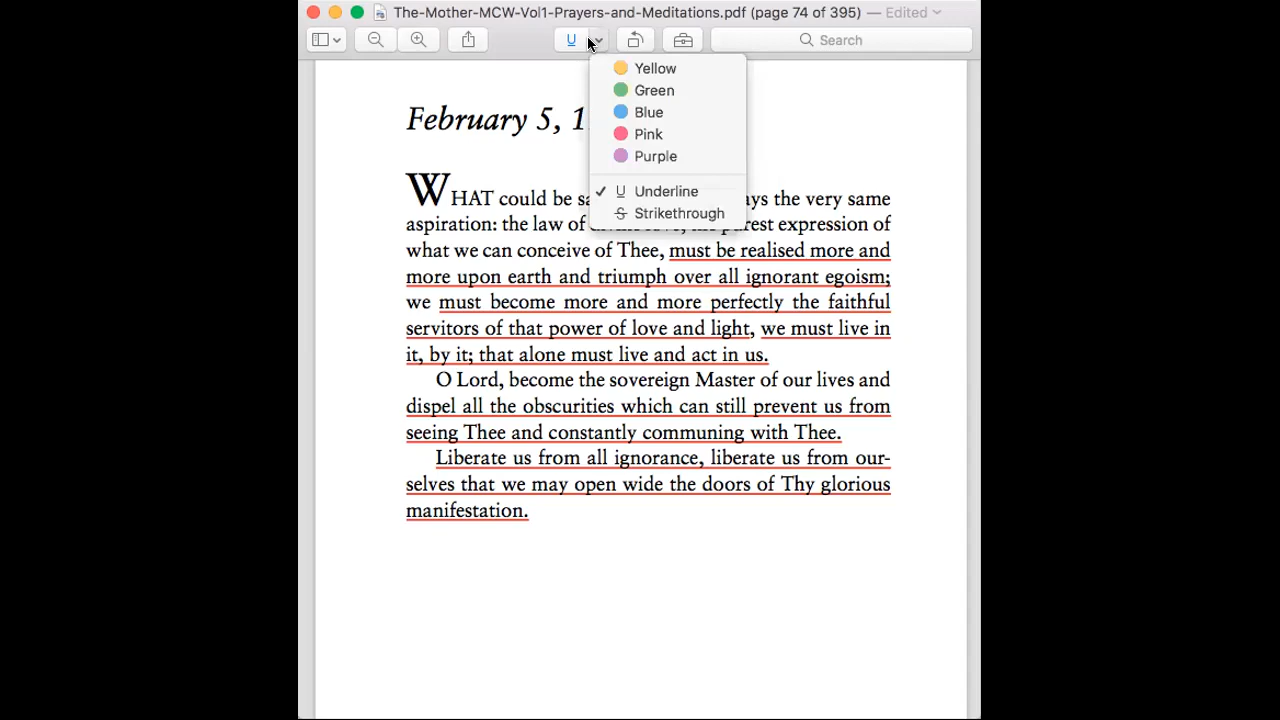 The-Mother-MCW-Vol1-Prayers-and-Meditations.pdf (page 74 of 395) — Edited
U
Search
Yellow
Green
Blue
Pink
Purple
U Underline
S Strikethrough
February 5, 1
WHAT could be sa ays the very same
aspiration: the law of divine love, the purest expression of
what we can conceive of Thee, must be realised more and
more upon earth and triumph over all ignorant egoism;
we must become more and more perfectly the faithful
servitors of that power of love and light, we must live in
it, by it; that alone must live and act in us.
O Lord, become the sovereign Master of our lives and
dispel all the obscurities which can still prevent us from
seeing Thee and constantly communing with Thee.
Liberate us from all ignorance, liberate us from our-
selves that we may open wide the doors of Thy glorious
manifestation.